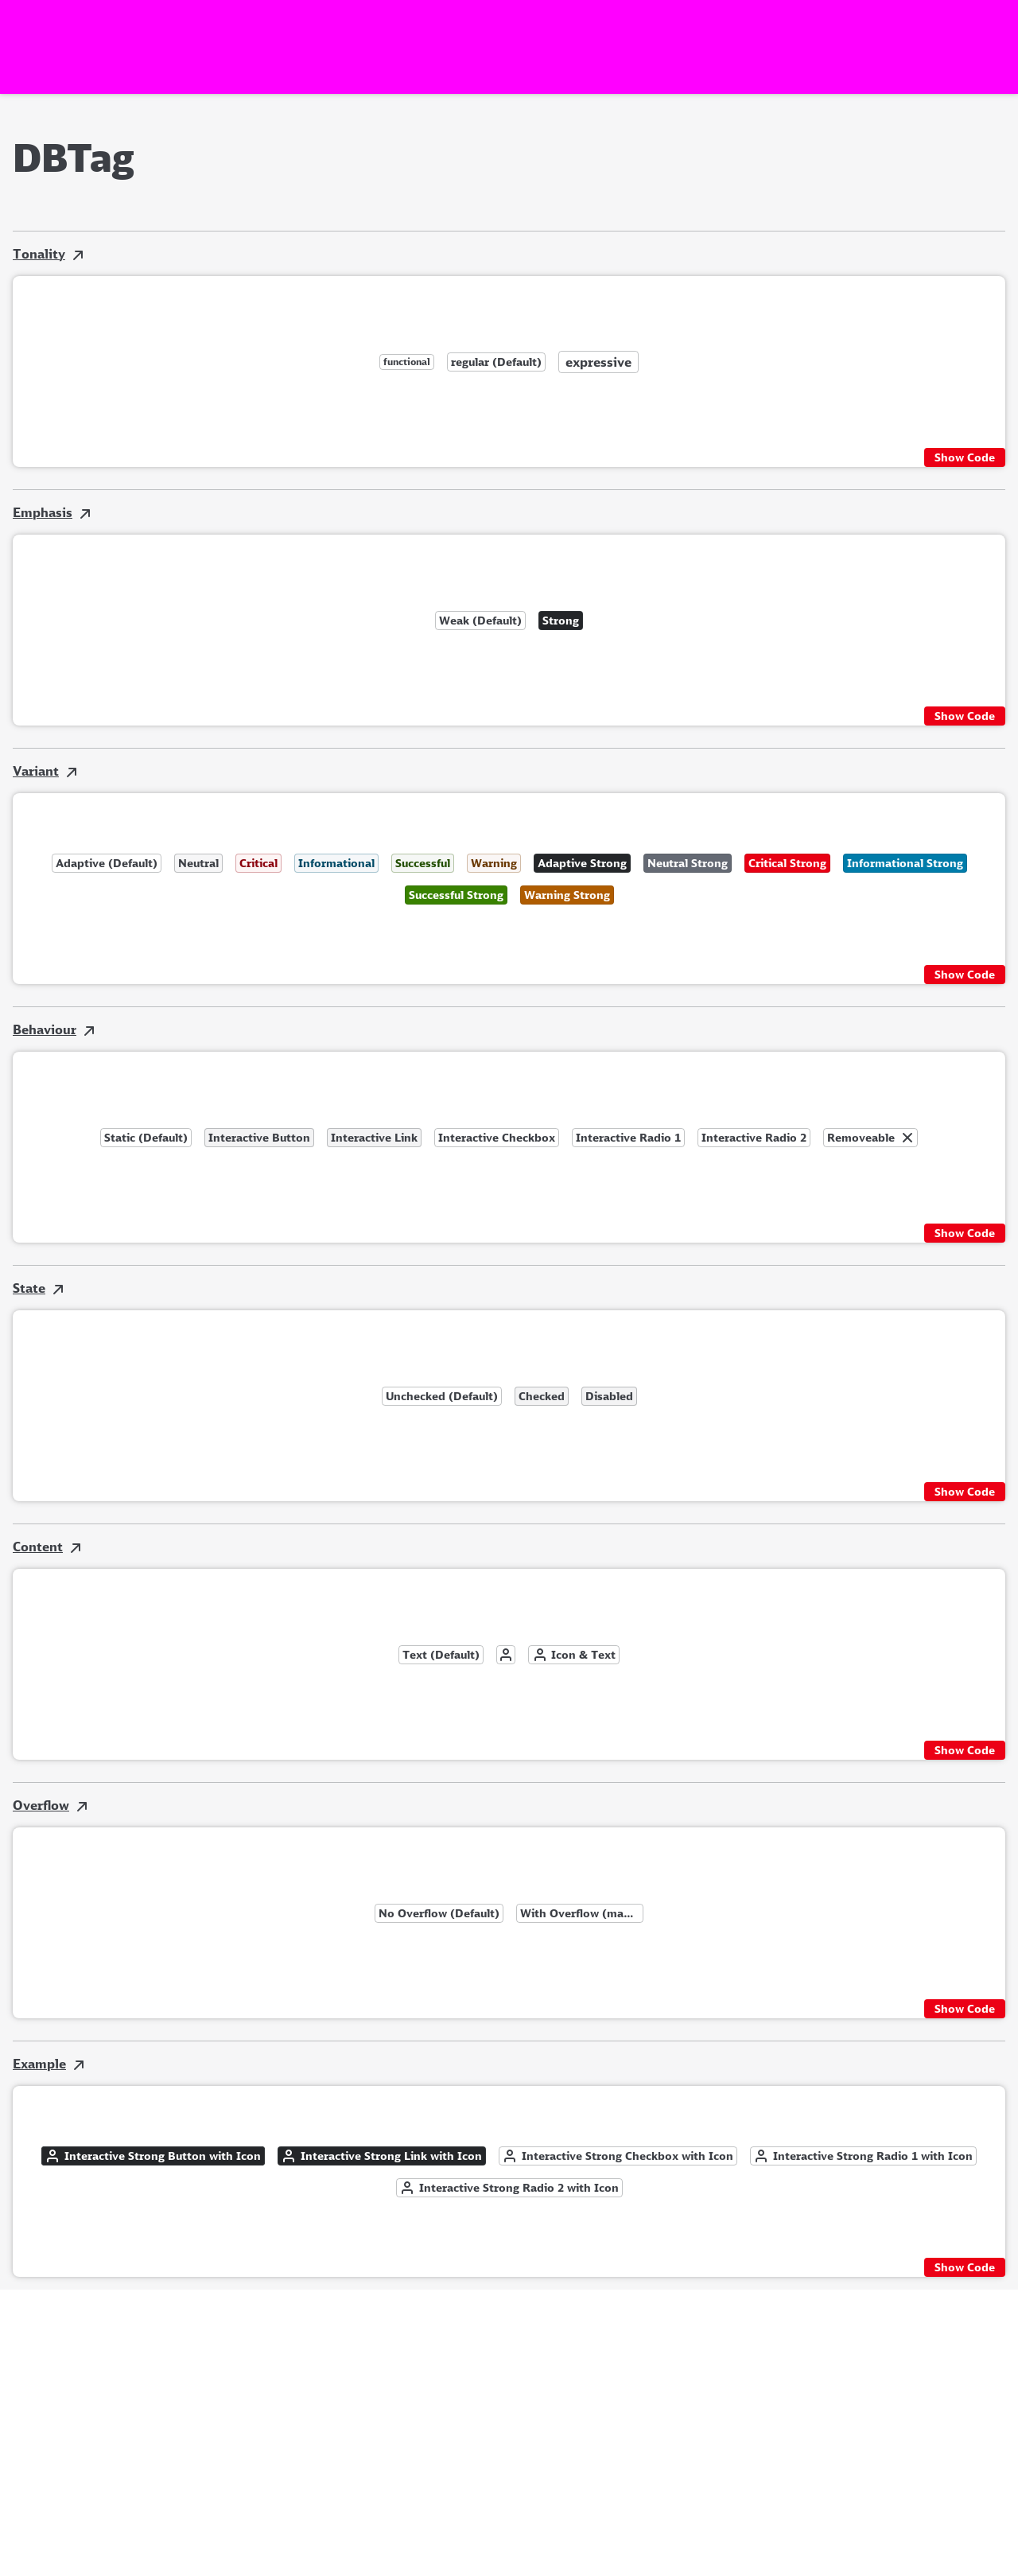 DBTag
Tonality
functional regular (Default) expressive
Show Code
Emphasis
Weak (Default) Strong
Show Code
Variant
Adaptive (Default) Neutral Critical Informational Successful Warning Adaptive Strong Neutral Strong Critical Strong Informational Strong
Successful Strong Warning Strong
Show Code
Behaviour
Static (Default) Interactive Button Interactive Link Interactive Checkbox Interactive Radio 1 Interactive Radio 2 Removeable
Show Code
State
Unchecked (Default) Checked Disabled
Show Code
Content
Text (Default) Icon & Text
Show Code
Overflow
No Overflow (Default) With Overflow (ma...
Show Code
Example
Interactive Strong Button with Icon Interactive Strong Link with Icon Interactive Strong Checkbox with Icon Interactive Strong Radio 1 with Icon
Interactive Strong Radio 2 with Icon
Show Code